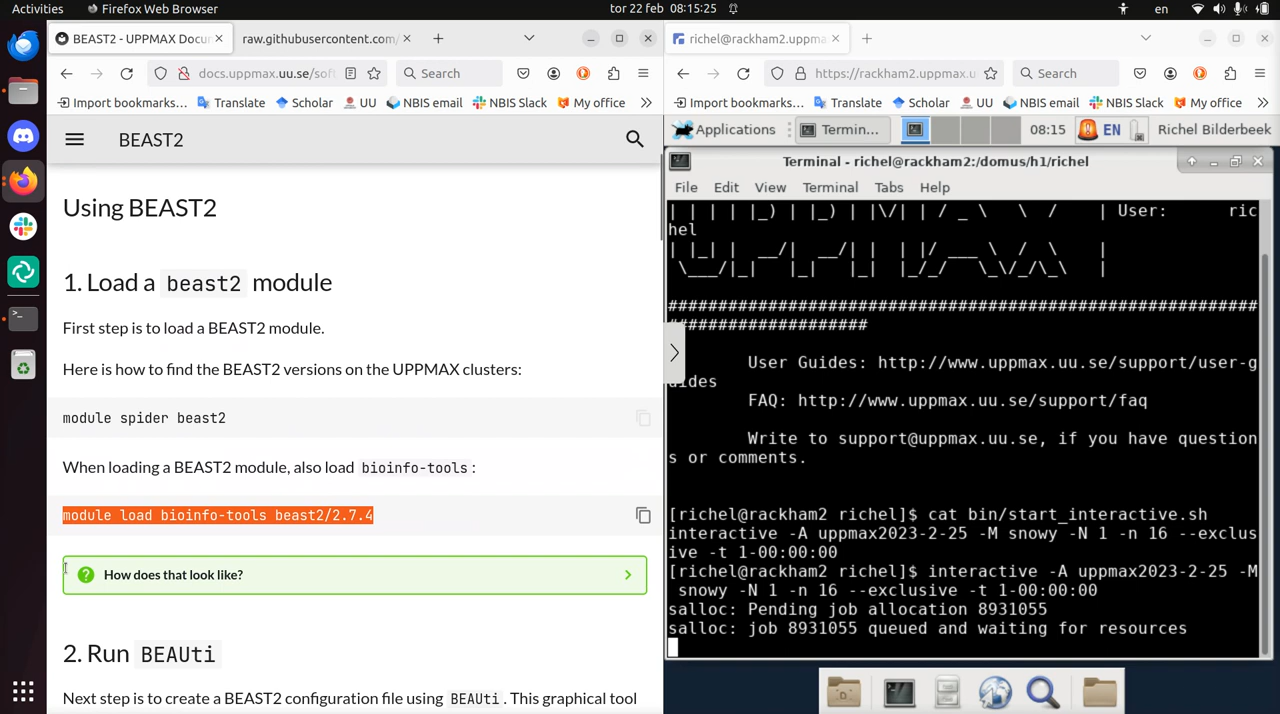 Activities
Firefox Web Browser
tor 22 feb 08:15:25
en
BEAST2 - UPPMAX Docu
raw.githubusercontent.com/
docs.uppmax.uu.se/soft
Search
Import bookmarks...
Translate
Scholar
UU
NBIS email
NBIS Slack
My office
BEAST2
Using BEAST2
1. Load a beast2 module
First step is to load a BEAST2 module.
Here is how to find the BEAST2 versions on the UPPMAX clusters:
module spider beast2
When loading a BEAST2 module, also load bioinfo-tools:
module load bioinfo-tools beast2/2.7.4
How does that look like?
2. Run BEAUti
Next step is to create a BEAST2 configuration file using BEAUti. This graphical tool
richel@rackham2.uppma
https://rackham2.uppmax.u
Search
Import bookmarks...
Translate
Scholar
UU
NBIS email
NBIS Slack
My office
Applications
Termin...
08:15
EN
Richel Bilderbeek
Terminal - richel@rackham2:/domus/h1/richel
File Edit View Terminal Tabs Help
| | | | |_) | |_) | |\/| | / _ \   \  /    | User:    ric
hel
| |_| |  __/|  __/| |  | |/ ___ \  /  \    |
 \___/|_|   |_|   |_|  |_/_/   \_\/_/\_\   |
###########################################################
####################
User Guides: http://www.uppmax.uu.se/support/user-g
uides
FAQ: http://www.uppmax.uu.se/support/faq
Write to support@uppmax.uu.se, if you have question
s or comments.
[richel@rackham2 richel]$ cat bin/start_interactive.sh
interactive -A uppmax2023-2-25 -M snowy -N 1 -n 16 --exclus
ive -t 1-00:00:00
[richel@rackham2 richel]$ interactive -A uppmax2023-2-25 -M
snowy -N 1 -n 16 --exclusive -t 1-00:00:00
salloc: Pending job allocation 8931055
salloc: job 8931055 queued and waiting for resources